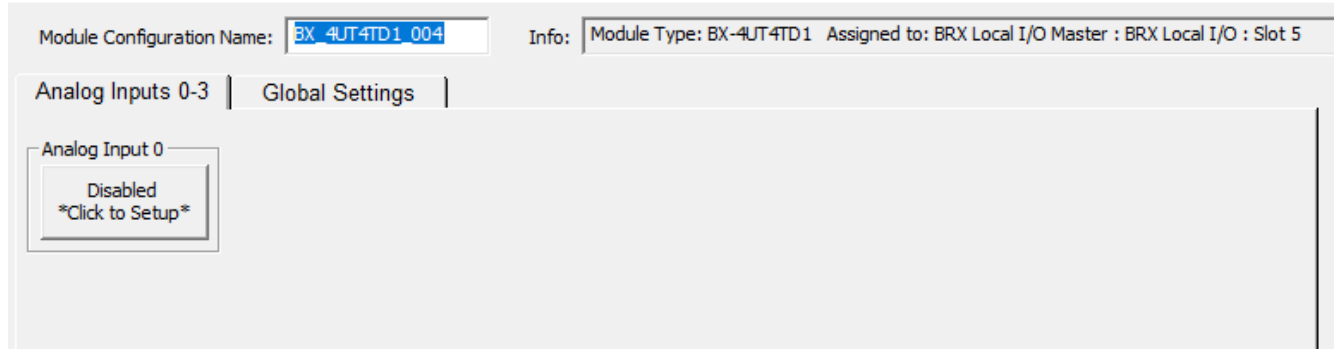 Module Configuration Name: BX_4UT4TD1_004 Info: Module Type: BX-4UT4TD1 Assigned to: BRX Local I/O Master : BRX Local I/O : Slot 5
Analog Inputs 0-3 Global Settings
Analog Input 0
Disabled
*Click to Setup*